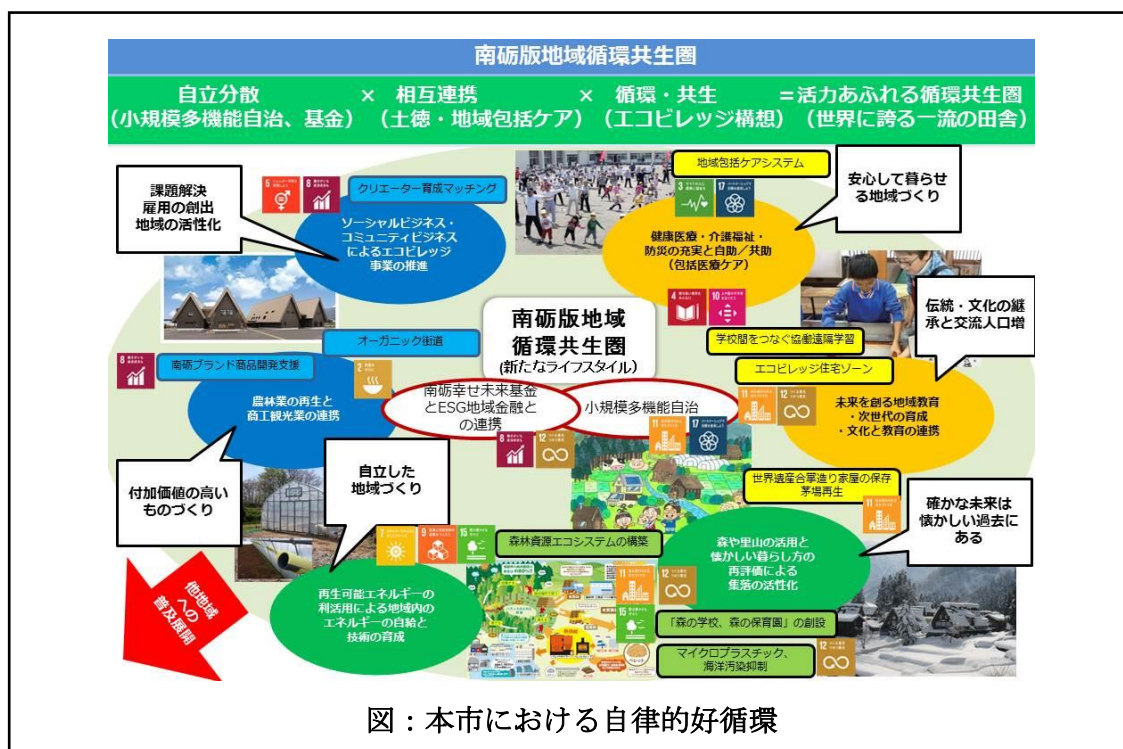 南砺版地域循環共生圏
自立分散 × 相互連携 × 循環・共生 =活力あふれる循環共生圏
(小規模多機能自治、基金) (土徳・地域包括ケア) (エコビレッジ構想) (世界に誇る一流の田舎)
課題解決
雇用の創出
地域の活性化
5
8
クリエーター育成マッチング
ソーシャルビジネス・
コミュニティビジネス
によるエコビレッジ
事業の推進
地域包括ケアシステム
3
17
健康医療・介護福祉・
防災の充実と自助/共助
(包括医療ケア)
安心して暮らせ
る地域づくり
4
10
学校間をつなぐ協働遠隔学習
エコビレッジ住宅ゾーン
11
12
未来を創る地域教育
・次世代の育成
・文化と教育の連携
伝統・文化の継
承と交流人口増
南砺版地域
循環共生圏
(新たなライフスタイル)
オーガニック街道
2
8
南砺ブランド商品開発支援
農林業の再生と
商工観光業の連携
南砺幸せ未来基金
とESG地域金融と
の連携
8
12
小規模多機能自治
11
17
付加価値の高い
ものづくり
自立した
地域づくり
世界遺産合掌造り家屋の保存
茅場再生
11
確かな未来は
懐かしい過去に
ある
7
9
15
森林資源エコシステムの構築
再生可能エネルギーの
利活用による地域内の
エネルギーの自給と
技術の育成
森や里山の活用と
懐かしい暮らし方の
再評価による
集落の活性化
11
12
15
「森の学校、森の保育園」の創設
マイクロプラスチック、
海洋汚染抑制
12
他地域
への
普及展開
図:本市における自律的好循環